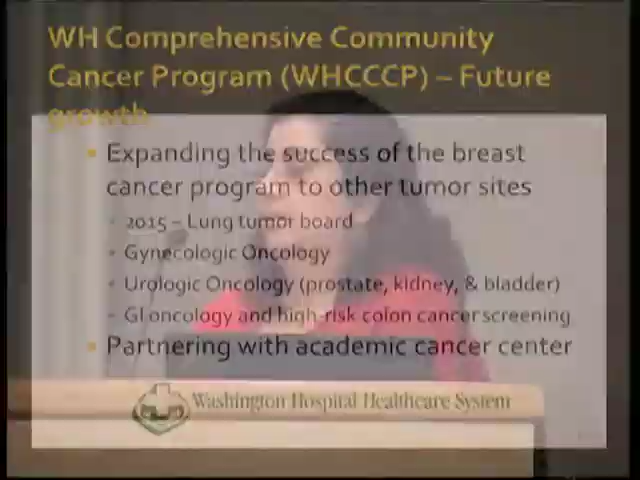 WH Comprehensive Community
Cancer Program (WHCCCP) – Future
growth
Expanding the success of the breast
cancer program to other tumor sites
2015 – Lung tumor board
Gynecologic Oncology
Urologic Oncology (prostate, kidney, & bladder)
GI oncology and high-risk colon cancer screening
Partnering with academic cancer center
Washington Hospital Healthcare System